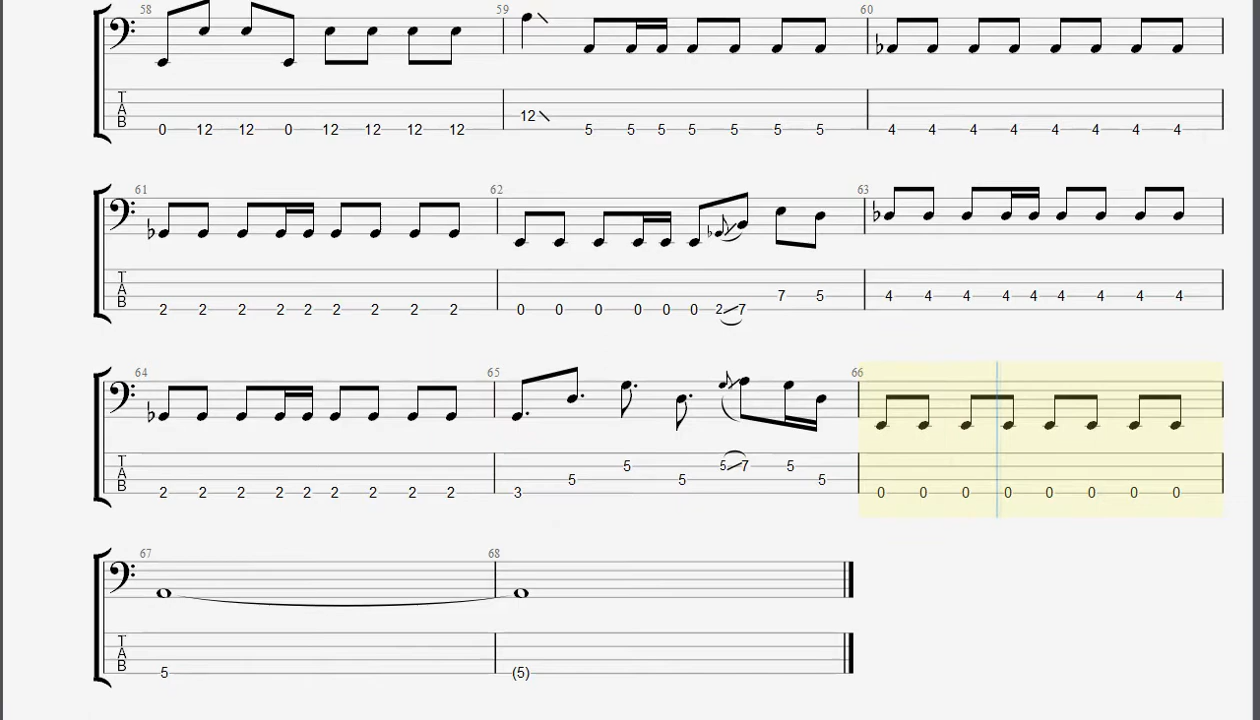 58 59 60
T A B 0 12 12 0 12 12 12 12 12 5 5 5 5 5 5 5 4 4 4 4 4 4 4 4
61 62 63
T A B 2 2 2 2 2 2 2 2 2 0 0 0 0 0 0 2 7 7 5 4 4 4 4 4 4 4 4 4
64 65 66
T A B 2 2 2 2 2 2 2 2 2 3 5 5 5 5 7 5 5 0 0 0 0 0 0 0 0
67 68
T A B 5 (5)